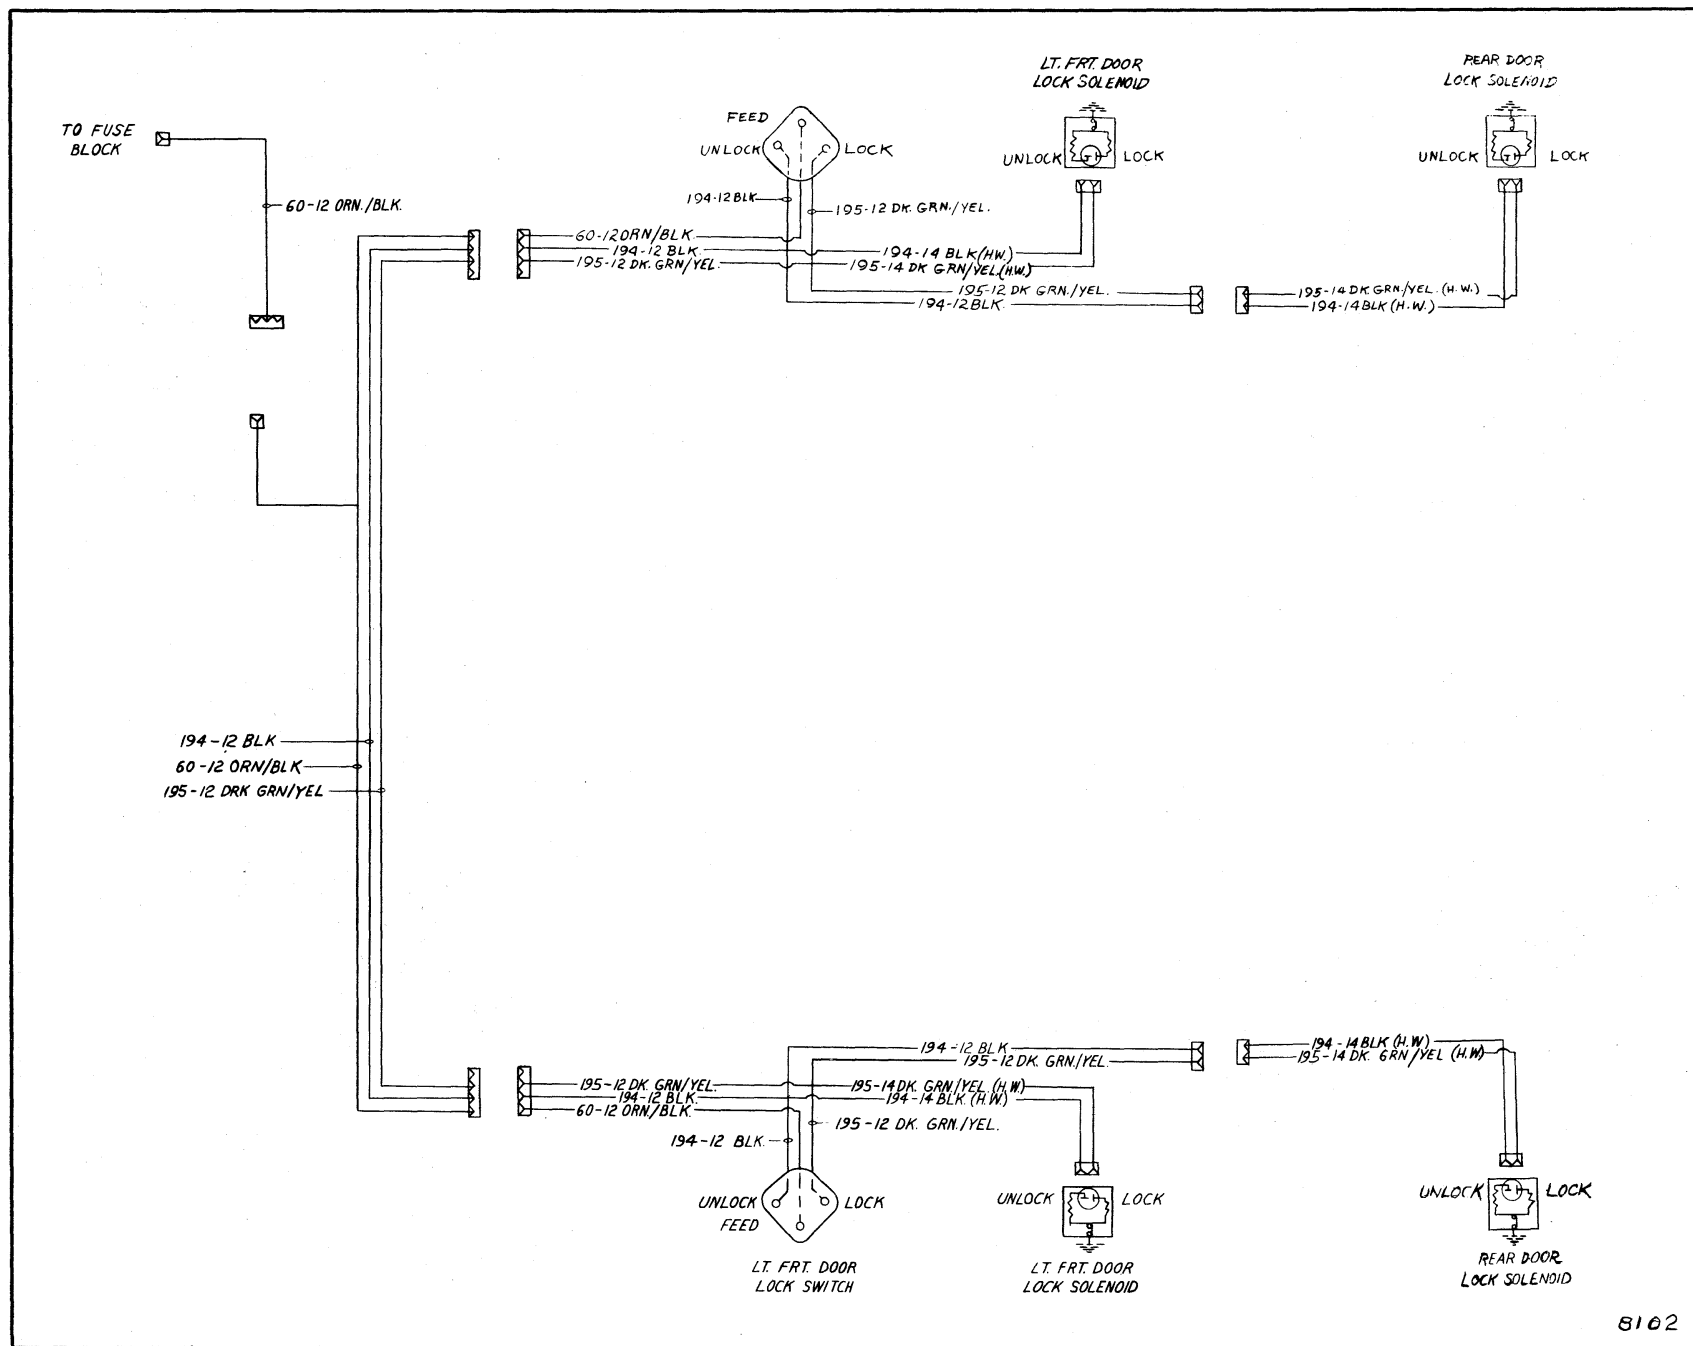 LT. FRT. DOOR
LOCK SOLENOID
REAR DOOR
LOCK SOLENOID
TO FUSE
BLOCK
FEED
UNLOCK
LOCK
UNLOCK
LOCK
UNLOCK
LOCK
60-12 ORN./BLK.
194-12 BLK
195-12 DK. GRN./YEL.
60-12 ORN/BLK.
194-12 BLK.
195-12 DK. GRN/YEL.
194-14 BLK (H.W.)
195-14 DK GRN/YEL.(H.W.)
195-12 DK GRN./YEL.
194-12 BLK.
195-14 DK GRN./YEL. (H.W.)
194-14 BLK (H.W.)
194-12 BLK
60-12 ORN/BLK
195-12 DRK GRN/YEL
194-12 BLK
195-12 DK. GRN/YEL.
194-14 BLK (H.W)
195-14 DK. GRN/YEL (H.W)
195-12 DK. GRN/YEL.
194-12 BLK.
60-12 ORN/BLK.
195-14 DK. GRN./YEL. (H.W.)
194-14 BLK. (H.W.)
194-12 BLK.
195-12 DK. GRN./YEL.
UNLOCK
LOCK
FEED
UNLOCK
LOCK
UNLOCK
LOCK
LT. FRT. DOOR
LOCK SWITCH
LT. FRT. DOOR
LOCK SOLENOID
REAR DOOR
LOCK SOLENOID
8102